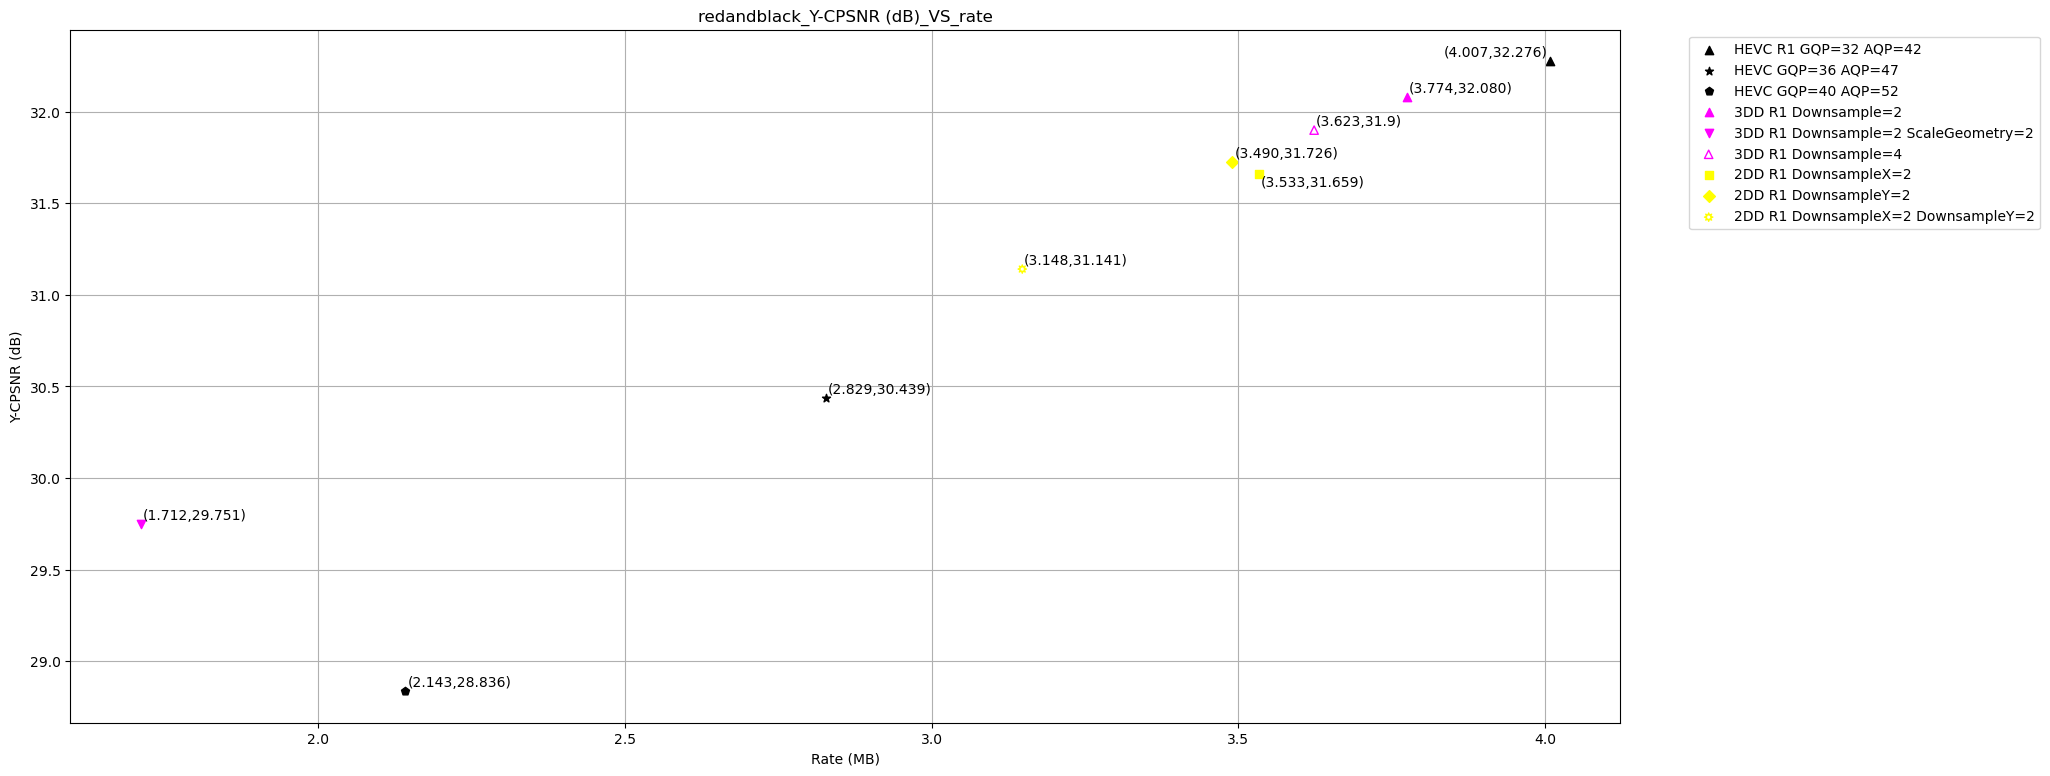 redandblack_Y-CPSNR (dB)_VS_rate
(4.007,32.276)
(3.774,32.080)
(3.623,31.9)
(3.490,31.726)
(3.533,31.659)
(3.148,31.141)
(2.829,30.439)
(1.712,29.751)
(2.143,28.836)
32.0
31.5
31.0
30.5
30.0
29.5
29.0
Y-CPSNR (dB)
2.0
2.5
3.0
3.5
4.0
Rate (MB)
HEVC R1 GQP=32 AQP=42
HEVC GQP=36 AQP=47
HEVC GQP=40 AQP=52
3DD R1 Downsample=2
3DD R1 Downsample=2 ScaleGeometry=2
3DD R1 Downsample=4
2DD R1 DownsampleX=2
2DD R1 DownsampleY=2
2DD R1 DownsampleX=2 DownsampleY=2